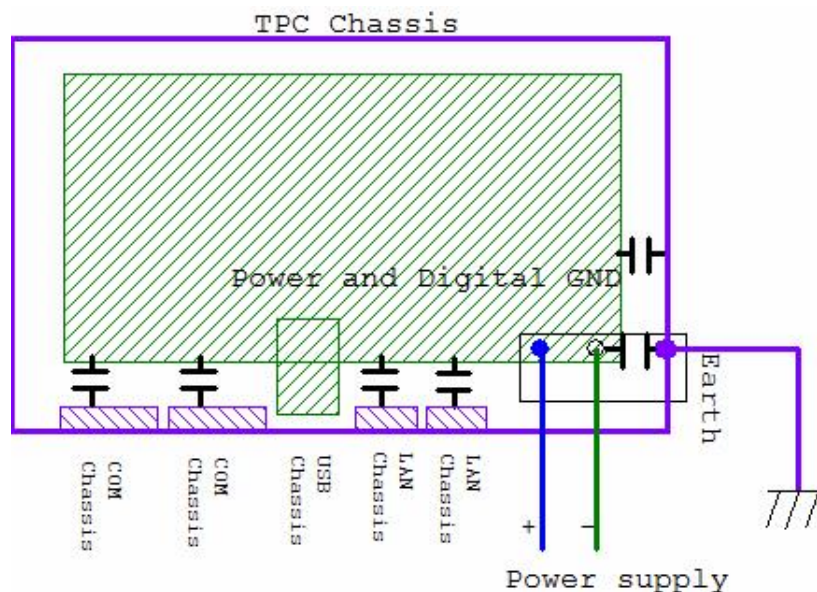 TPC Chassis
Power and Digital GND
Earth
COM
Chassis
COM
Chassis
USB
Chassis
LAN
Chassis
LAN
Chassis
+
-
Power supply